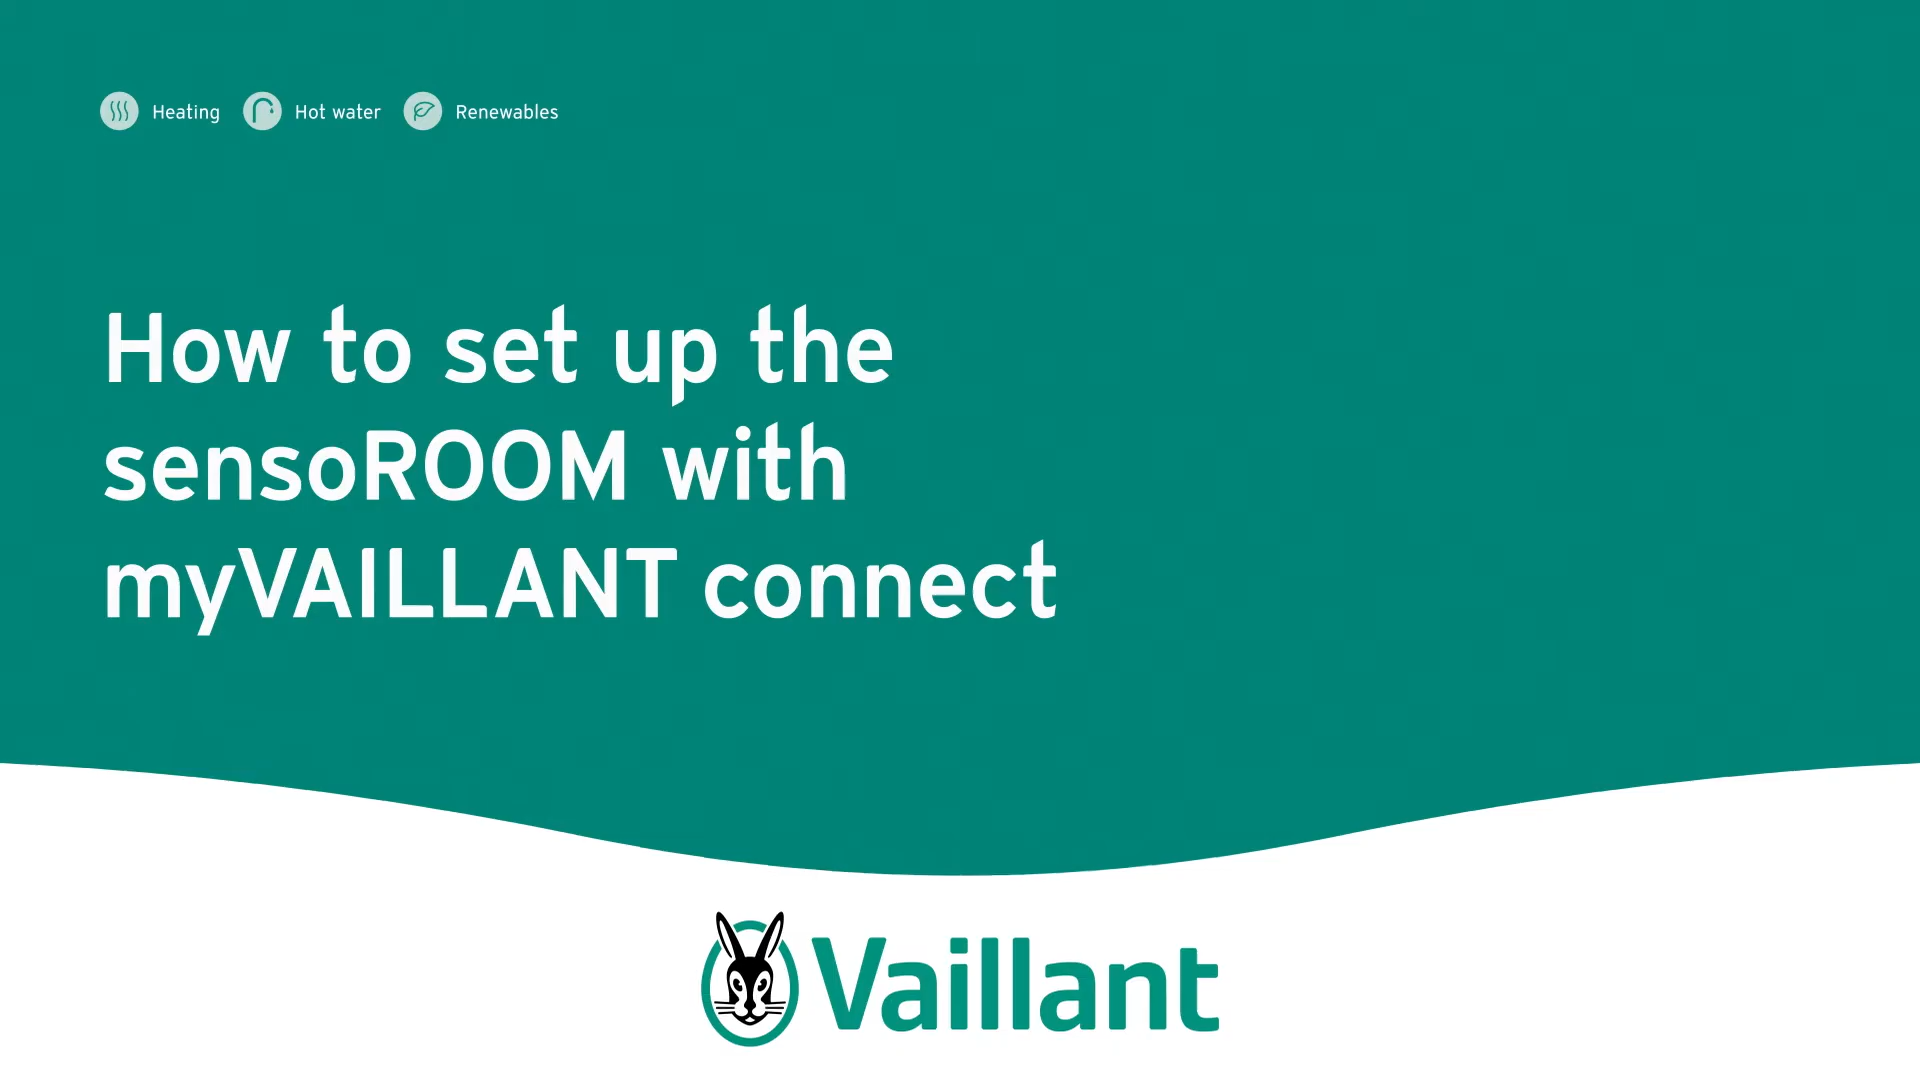 Heating Hot water Renewables
How to set up the
sensoROOM with
myVAILLANT connect
Vaillant